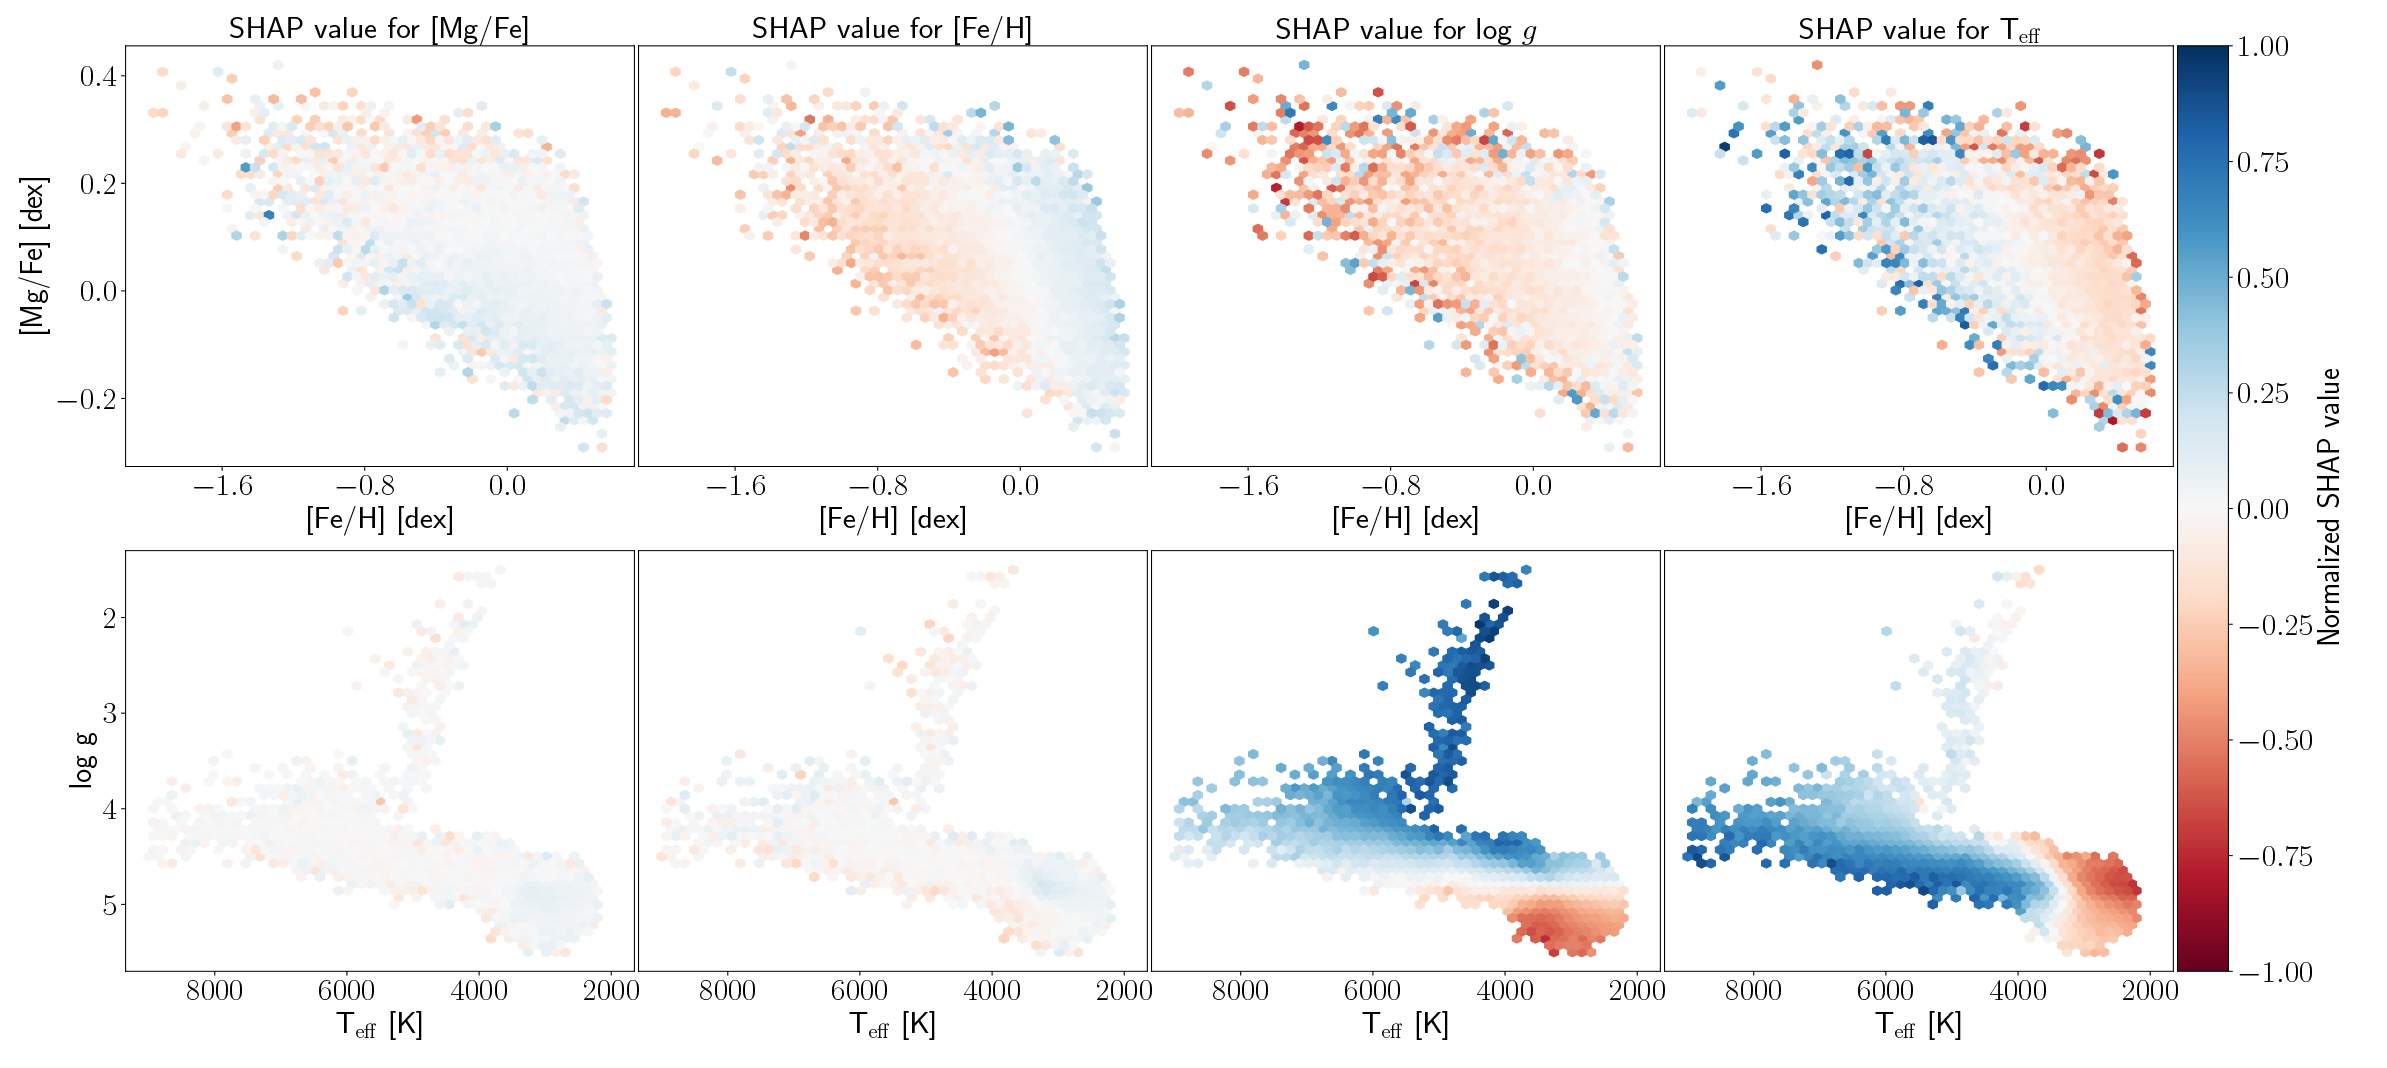 SHAP value for [Mg/Fe]
SHAP value for [Fe/H]
SHAP value for log g
SHAP value for Teff
0.4
0.2
0.0
−0.2
[Mg/Fe] [dex]
−1.6 −0.8 0.0
−1.6 −0.8 0.0
−1.6 −0.8 0.0
−1.6 −0.8 0.0
[Fe/H] [dex]
[Fe/H] [dex]
[Fe/H] [dex]
[Fe/H] [dex]
2
3
4
5
log g
8000 6000 4000 2000
8000 6000 4000 2000
8000 6000 4000 2000
8000 6000 4000 2000
Teff [K]
Teff [K]
Teff [K]
Teff [K]
1.00
0.75
0.50
0.25
0.00
−0.25
−0.50
−0.75
−1.00
Normalized SHAP value